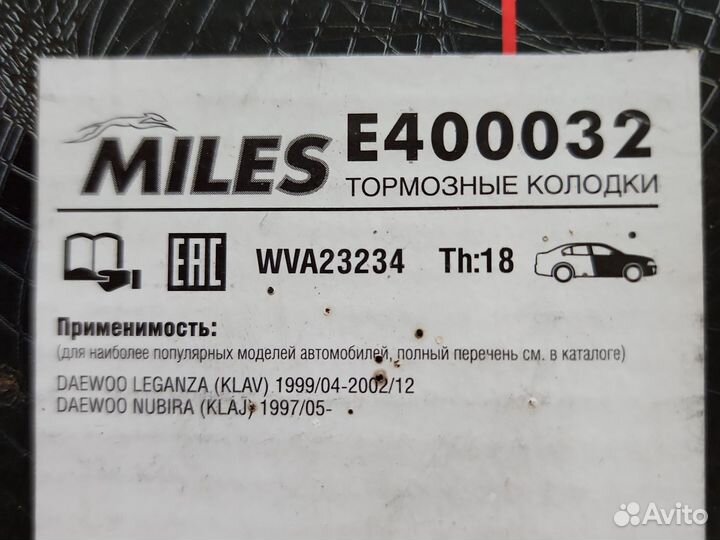 MILES
E400032
ТОРМОЗНЫЕ КОЛОДКИ
EAC WVA23234 Th:18
Применимость:
(для наиболее популярных моделей автомобилей, полный перечень см. в каталоге)
DAEWOO LEGANZA (KLAV) 1999/04-2002/12
DAEWOO NUBIRA (KLAJ) 1997/05-
Avito